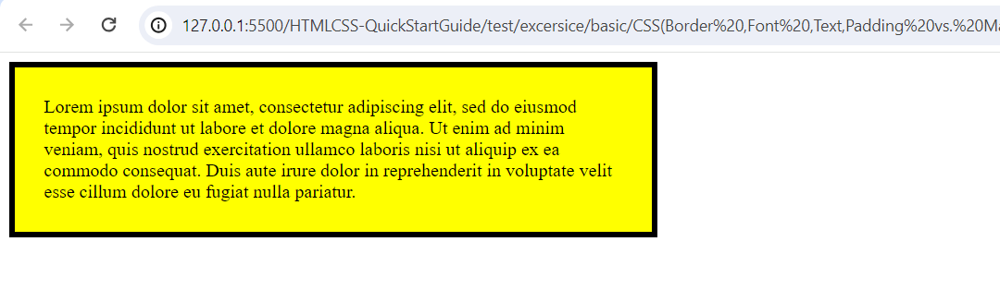 127.0.0.1:5500/HTMLCSS-QuickStartGuide/test/excersice/basic/CSS(Border%20,Font%20,Text,Padding%20vs.%20Ma
Lorem ipsum dolor sit amet, consectetur adipiscing elit, sed do eiusmod
tempor incididunt ut labore et dolore magna aliqua. Ut enim ad minim
veniam, quis nostrud exercitation ullamco laboris nisi ut aliquip ex ea
commodo consequat. Duis aute irure dolor in reprehenderit in voluptate velit
esse cillum dolore eu fugiat nulla pariatur.